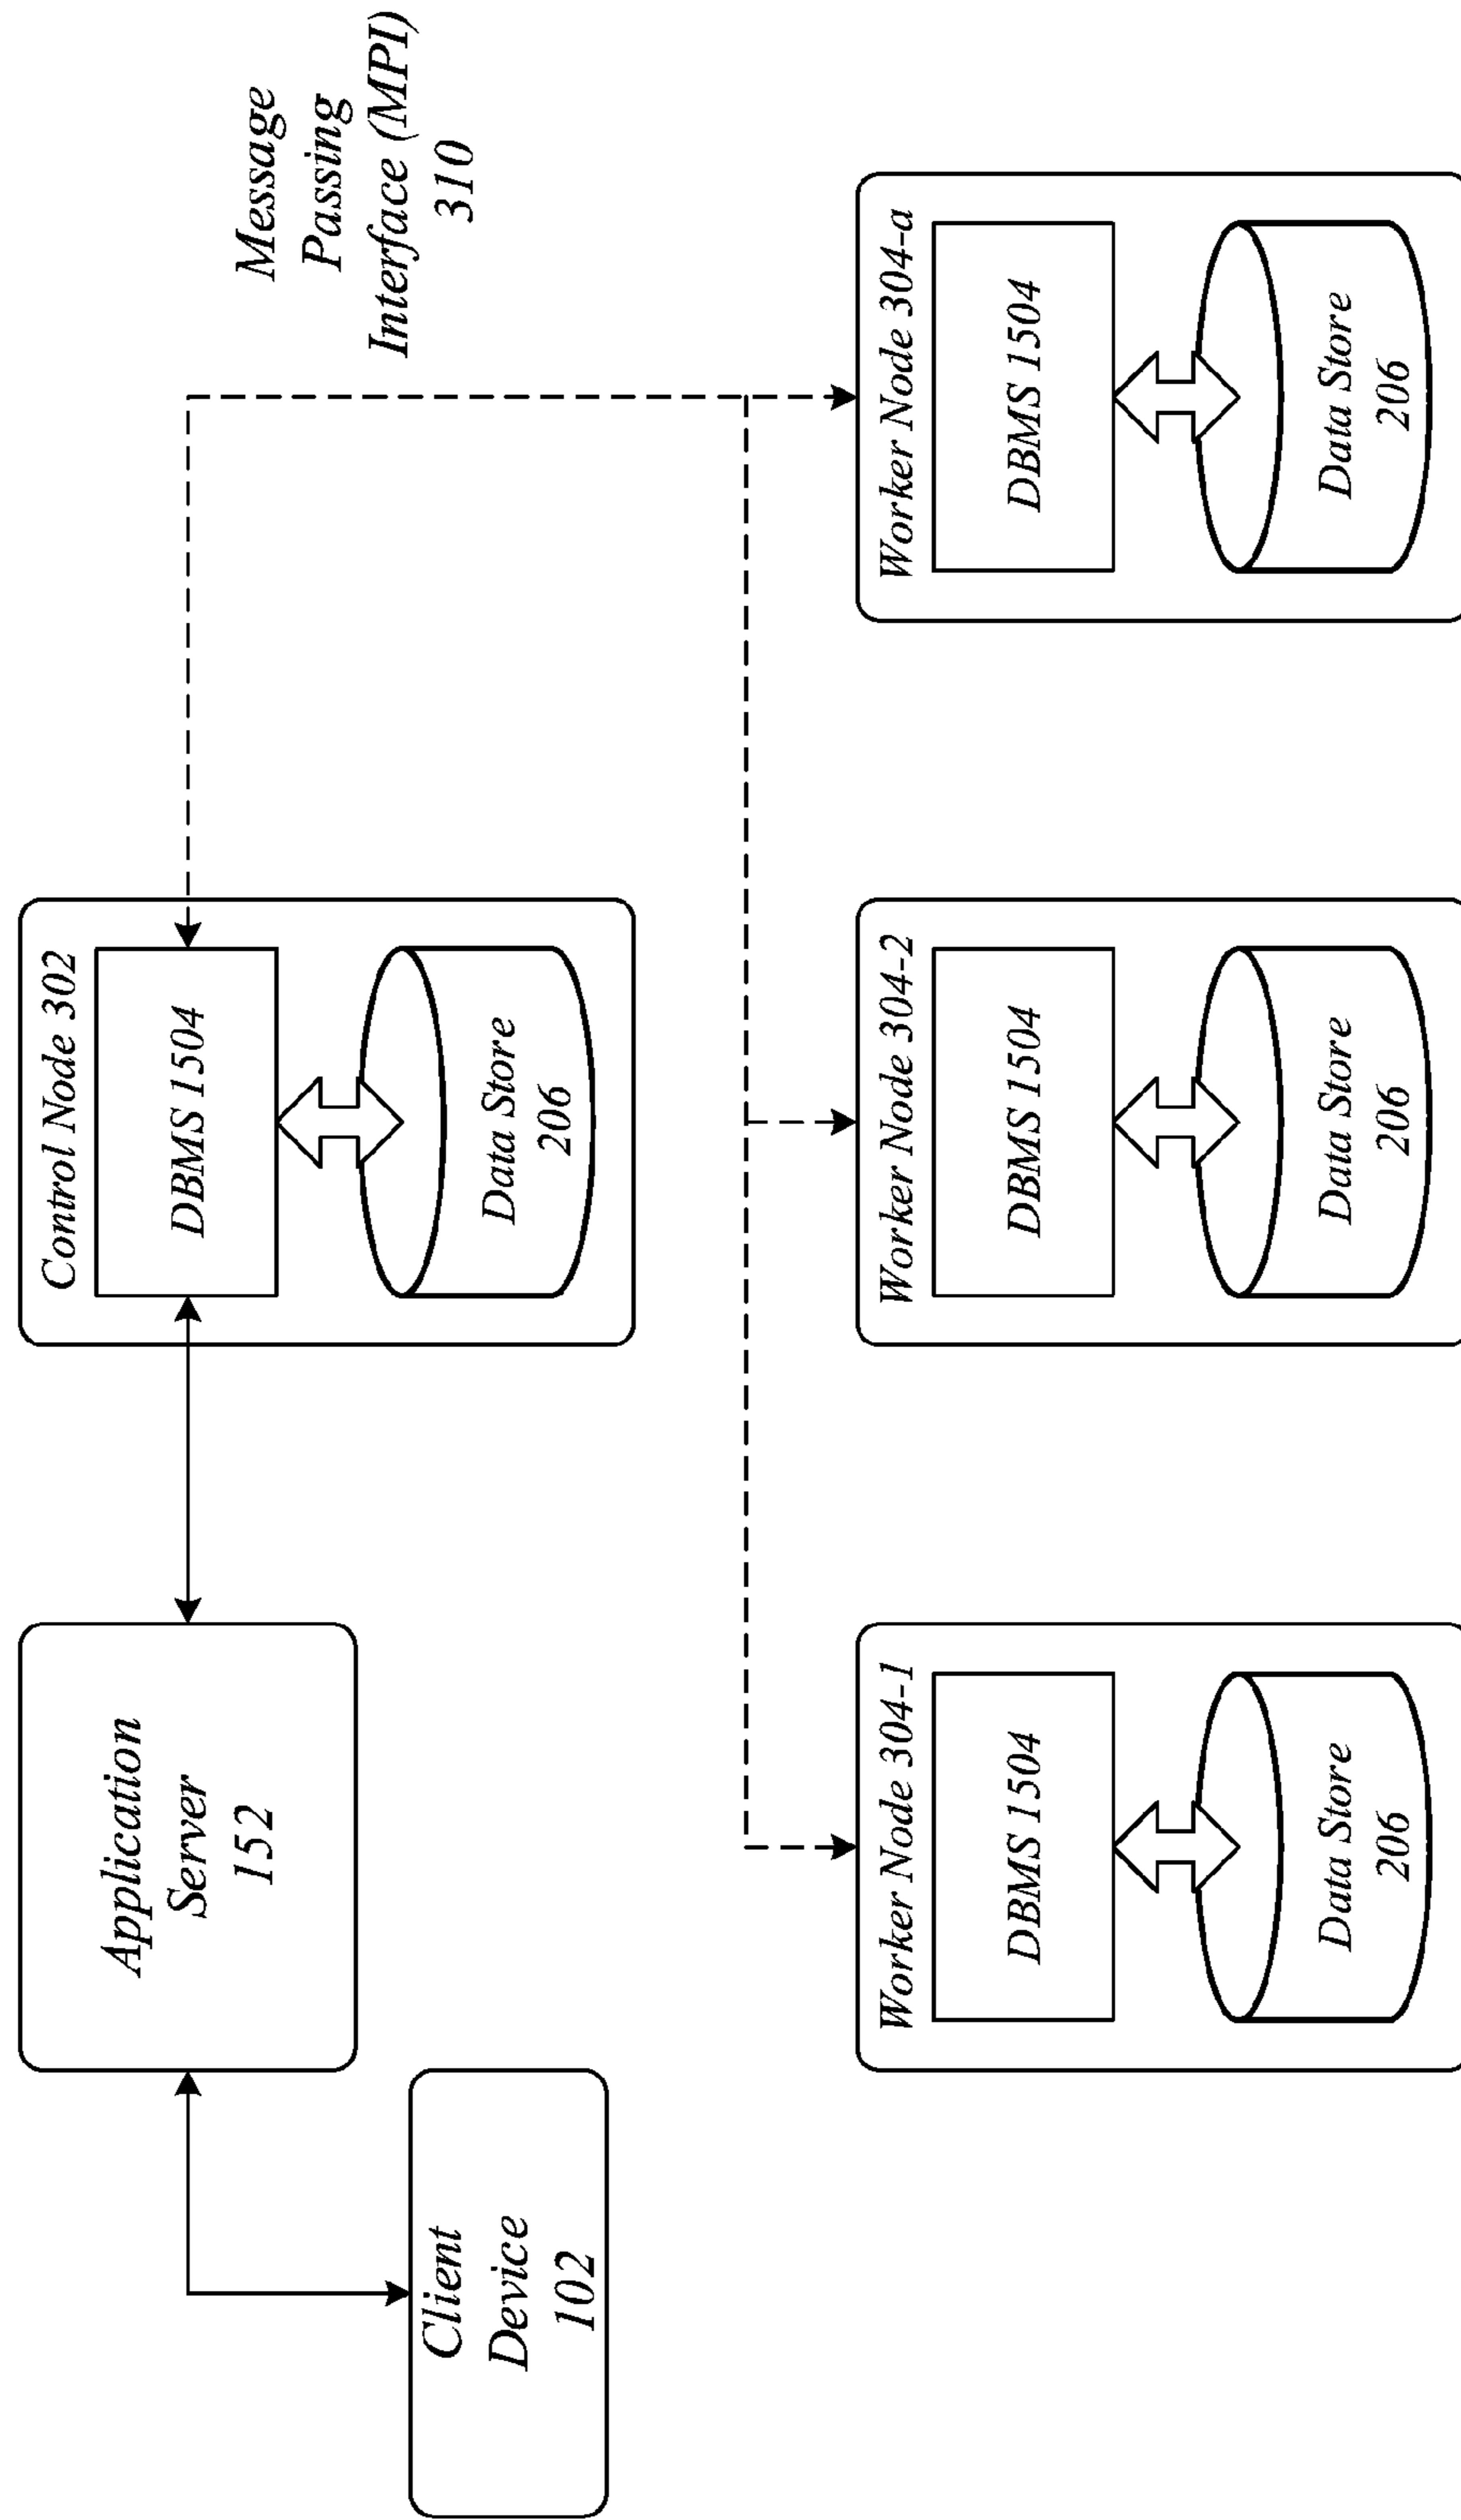 Client
Device
102
Application
Server
152
Control Node 302
DBMS 1504
Data Store
206
Message
Passing
Interface (MPI)
310
Worker Node 304-1
DBMS 1504
Data Store
206
Worker Node 304-2
DBMS 1504
Data Store
206
Worker Node 304-a
DBMS 1504
Data Store
206